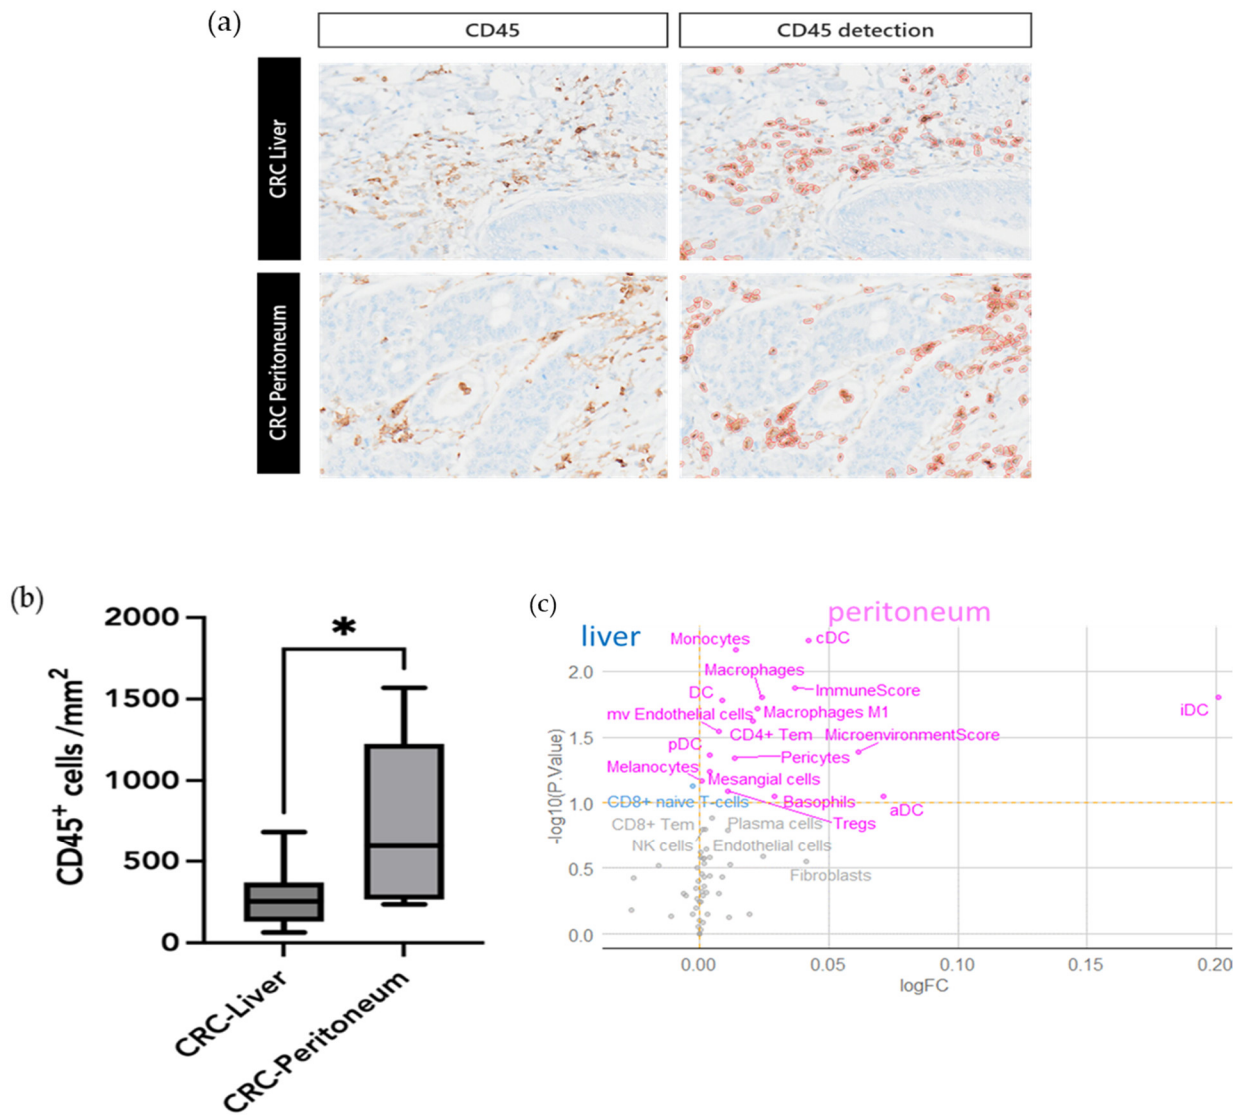 (a)
CD45
CD45 detection
CRC Liver
CRC Peritoneum
(b)
CD45⁺ cells /mm²
2000
1500
1000
500
0
*
CRC-Liver
CRC-Peritoneum
(c)
liver
peritoneum
-log10(P.Value)
2.0
1.5
1.0
0.5
0.0
Monocytes
cDC
Macrophages
DC
ImmuneScore
mv Endothelial cells
Macrophages M1
iDC
CD4+ Tem
MicroenvironmentScore
pDC
Pericytes
Melanocytes
Mesangial cells
CD8+ naive T-cells
Basophils
aDC
CD8+ Tem
Plasma cells
Tregs
NK cells
Endothelial cells
Fibroblasts
0.00
0.05
0.10
0.15
0.20
logFC